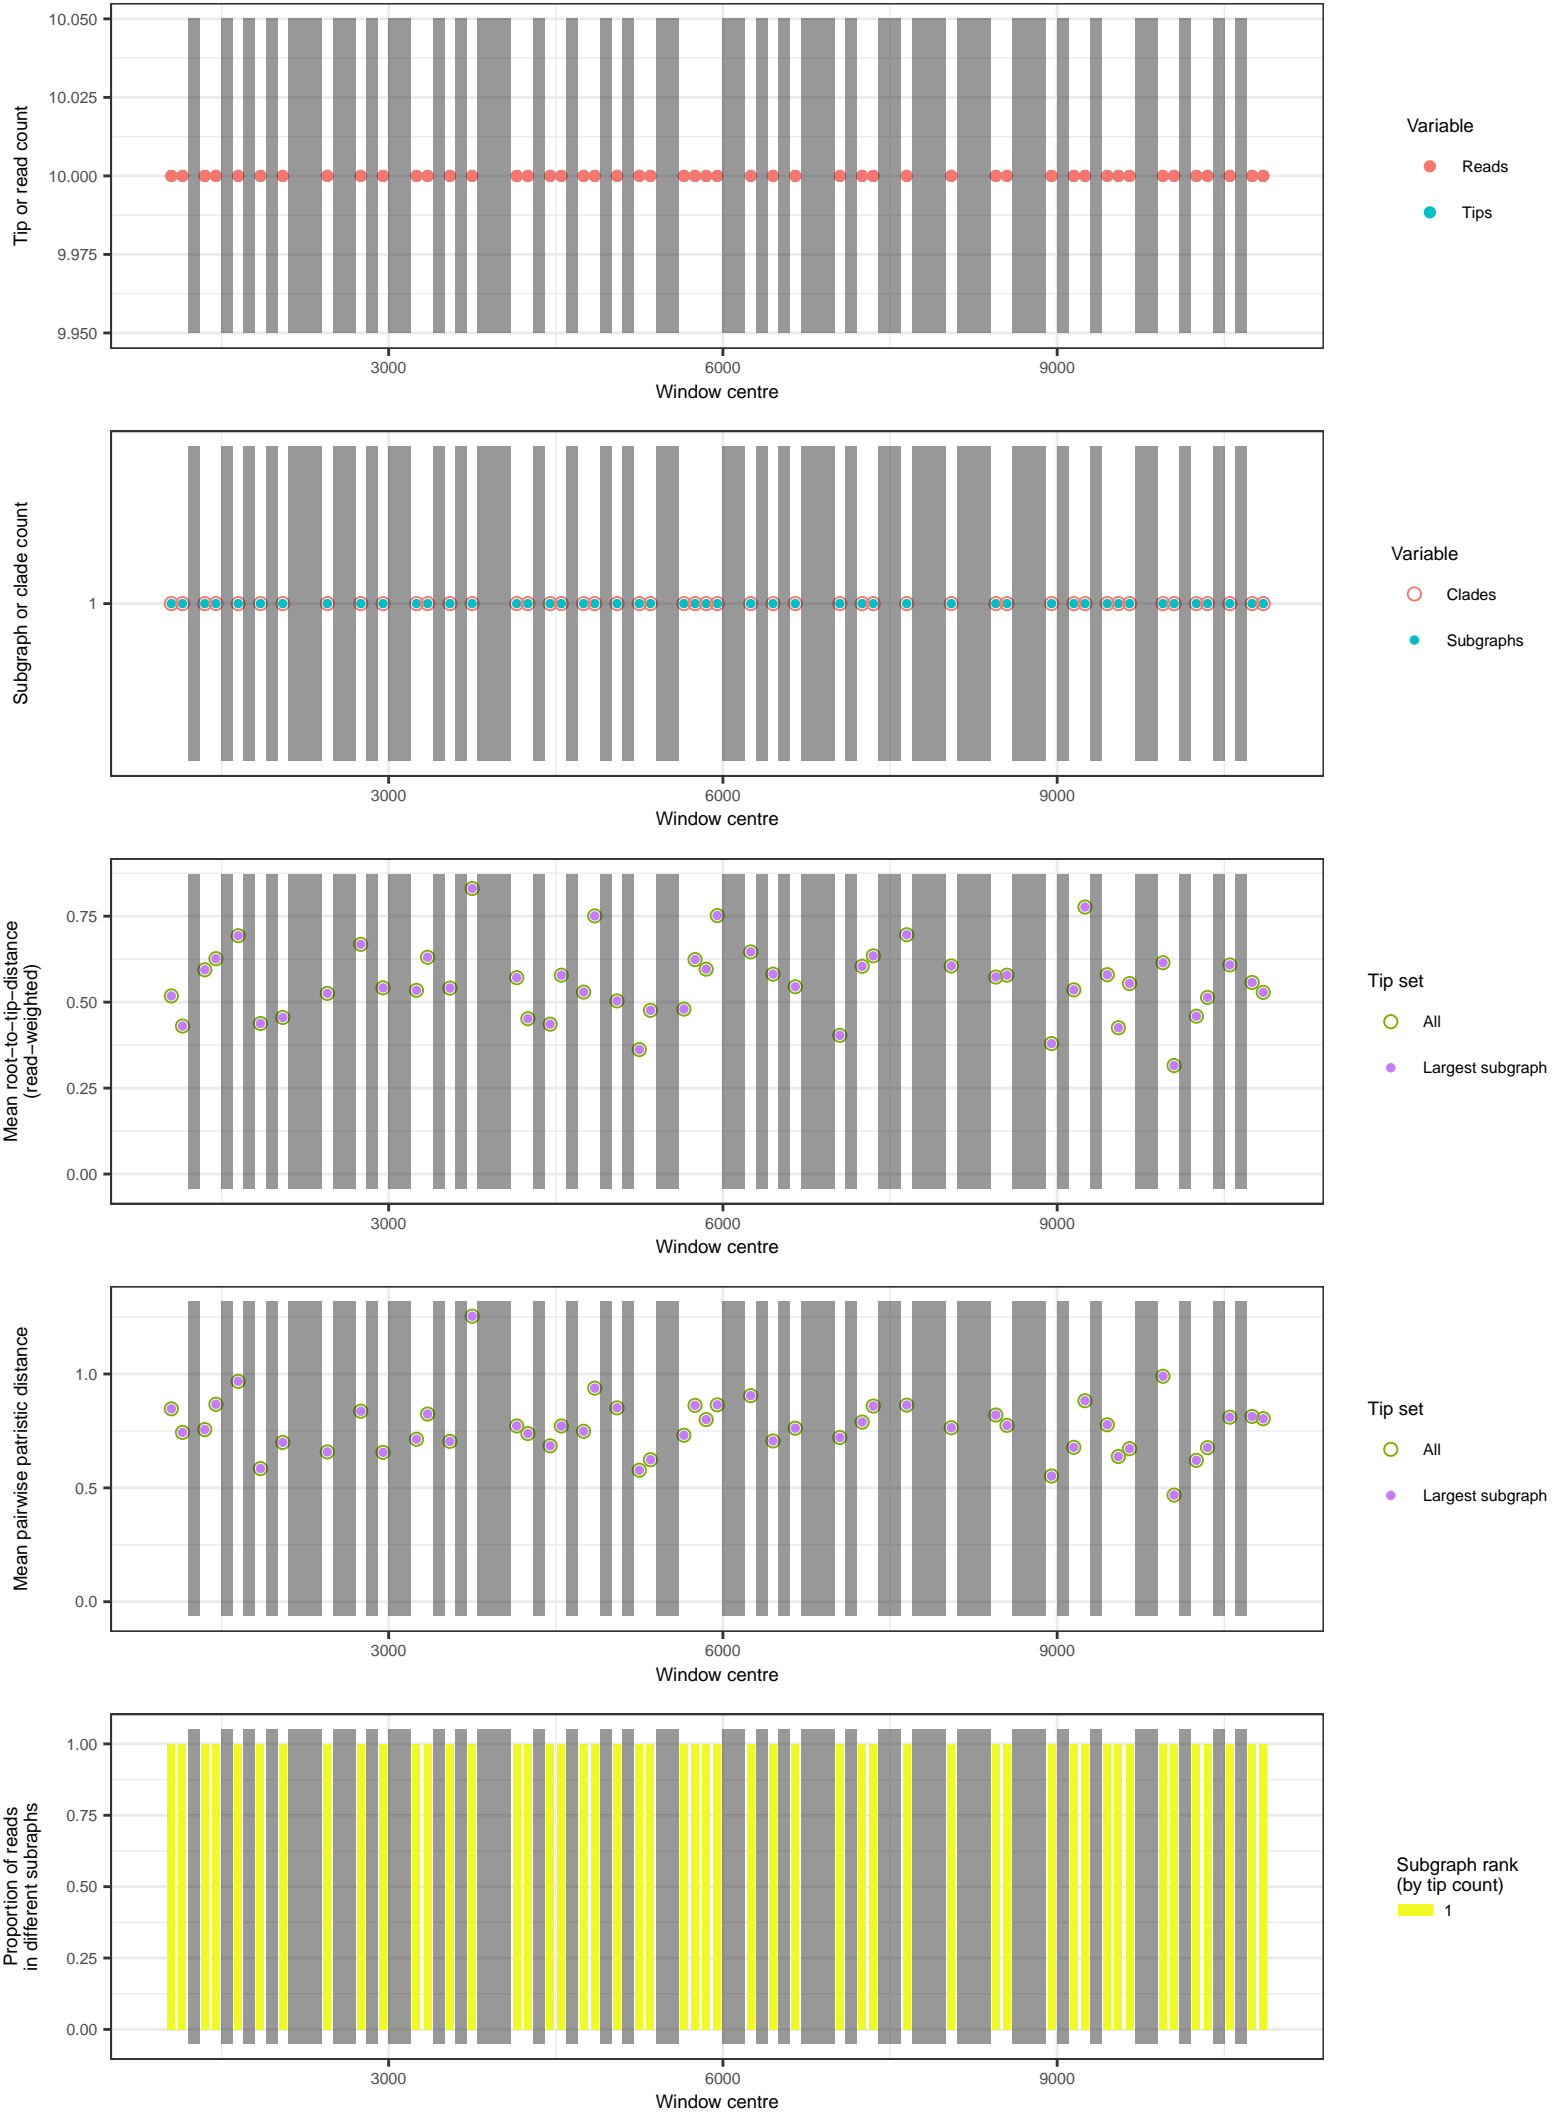 Tip or read count
10.050
10.025
10.000
9.975
9.950
3000 6000 9000
Window centre
Variable
Reads
Tips
Subgraph or clade count
1
3000 6000 9000
Window centre
Variable
Clades
Subgraphs
Mean root−to−tip−distance
(read−weighted)
0.75
0.50
0.25
0.00
3000 6000 9000
Window centre
Tip set
All
Largest subgraph
Mean pairwise patristic distance
1.0
0.5
0.0
3000 6000 9000
Window centre
Tip set
All
Largest subgraph
Proportion of reads
in different subraphs
1.00
0.75
0.50
0.25
0.00
3000 6000 9000
Window centre
Subgraph rank
(by tip count)
1